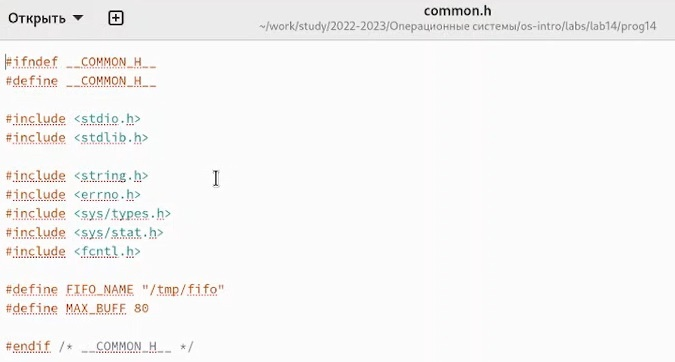 Открыть
common.h
~/work/study/2022-2023/Операционные системы/os-intro/labs/lab14/prog14
#ifndef __COMMON_H__
#define __COMMON_H__
#include <stdio.h>
#include <stdlib.h>
#include <string.h>
#include <errno.h>
#include <sys/types.h>
#include <sys/stat.h>
#include <fcntl.h>
#define FIFO_NAME "/tmp/fifo"
#define MAX_BUFF 80
#endif /* __COMMON_H__ */